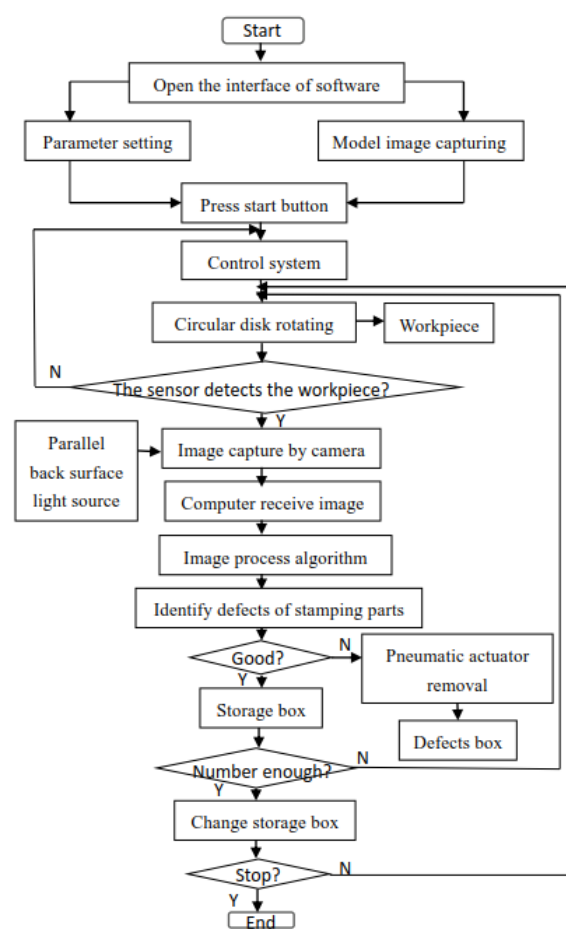 Start
Open the interface of software
Parameter setting
Model image capturing
Press start button
Control system
Circular disk rotating
Workpiece
N
The sensor detects the workpiece?
Y
Parallel
back surface
light source
Image capture by camera
Computer receive image
Image process algorithm
Identify defects of stamping parts
Good?
N
Y
Pneumatic actuator
removal
Storage box
Defects box
Number enough?
N
Y
Change storage box
Stop?
N
Y
End